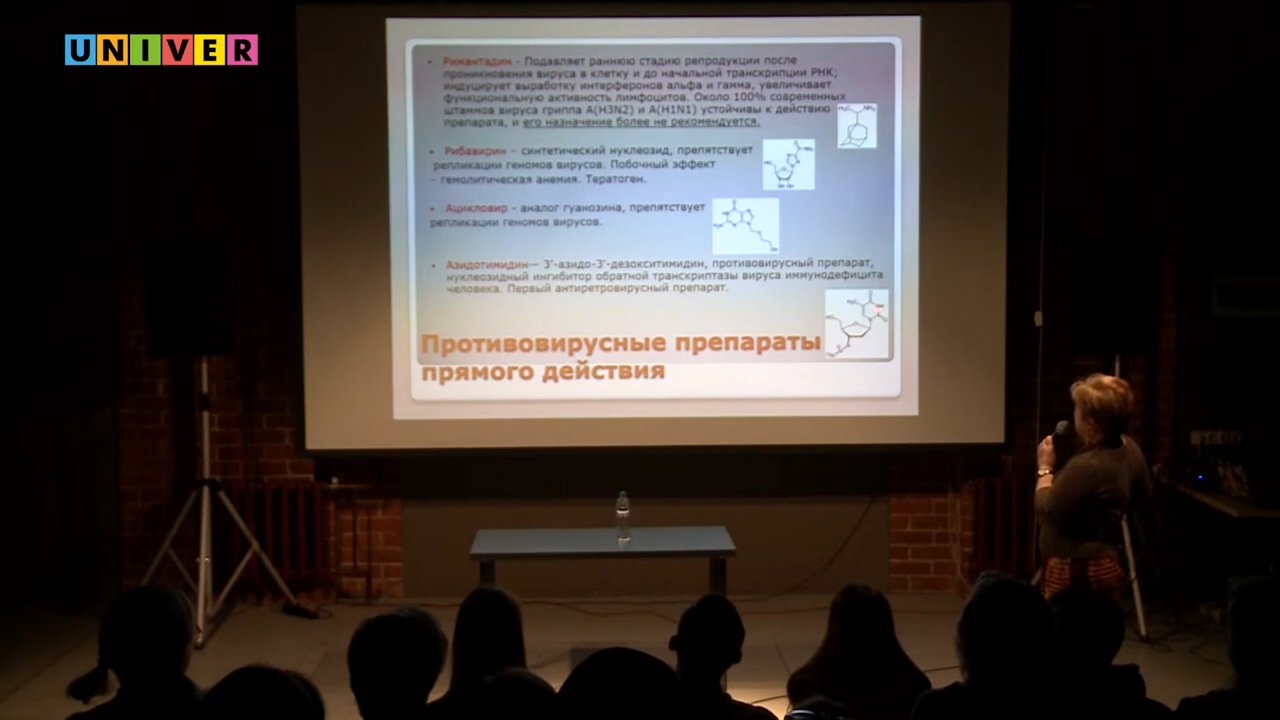 UNIVER
Римантадин - Подавляет раннюю стадию репродукции после
проникновения вируса в клетку и до начальной транскрипции РНК;
индуцирует выработку интерферонов альфа и гамма, увеличивает
функциональную активность лимфоцитов. Около 100% современных
штаммов вируса гриппа А(H3N2) и А(H1N1) устойчивы к действию
препарата, и его назначение более не рекомендуется.
Рибавирин – синтетический нуклеозид, препятствует
репликации геномов вирусов. Побочный эффект
– гемолитическая анемия. Тератоген.
Ацикловир - аналог гуанозина, препятствует
репликации геномов вирусов.
Азидотимидин— 3'-азидо-3'-дезокситимидин, противовирусный препарат,
нуклеозидный ингибитор обратной транскриптазы вируса иммунодефицита
человека. Первый антиретровирусный препарат.
Противовирусные препараты
прямого действия